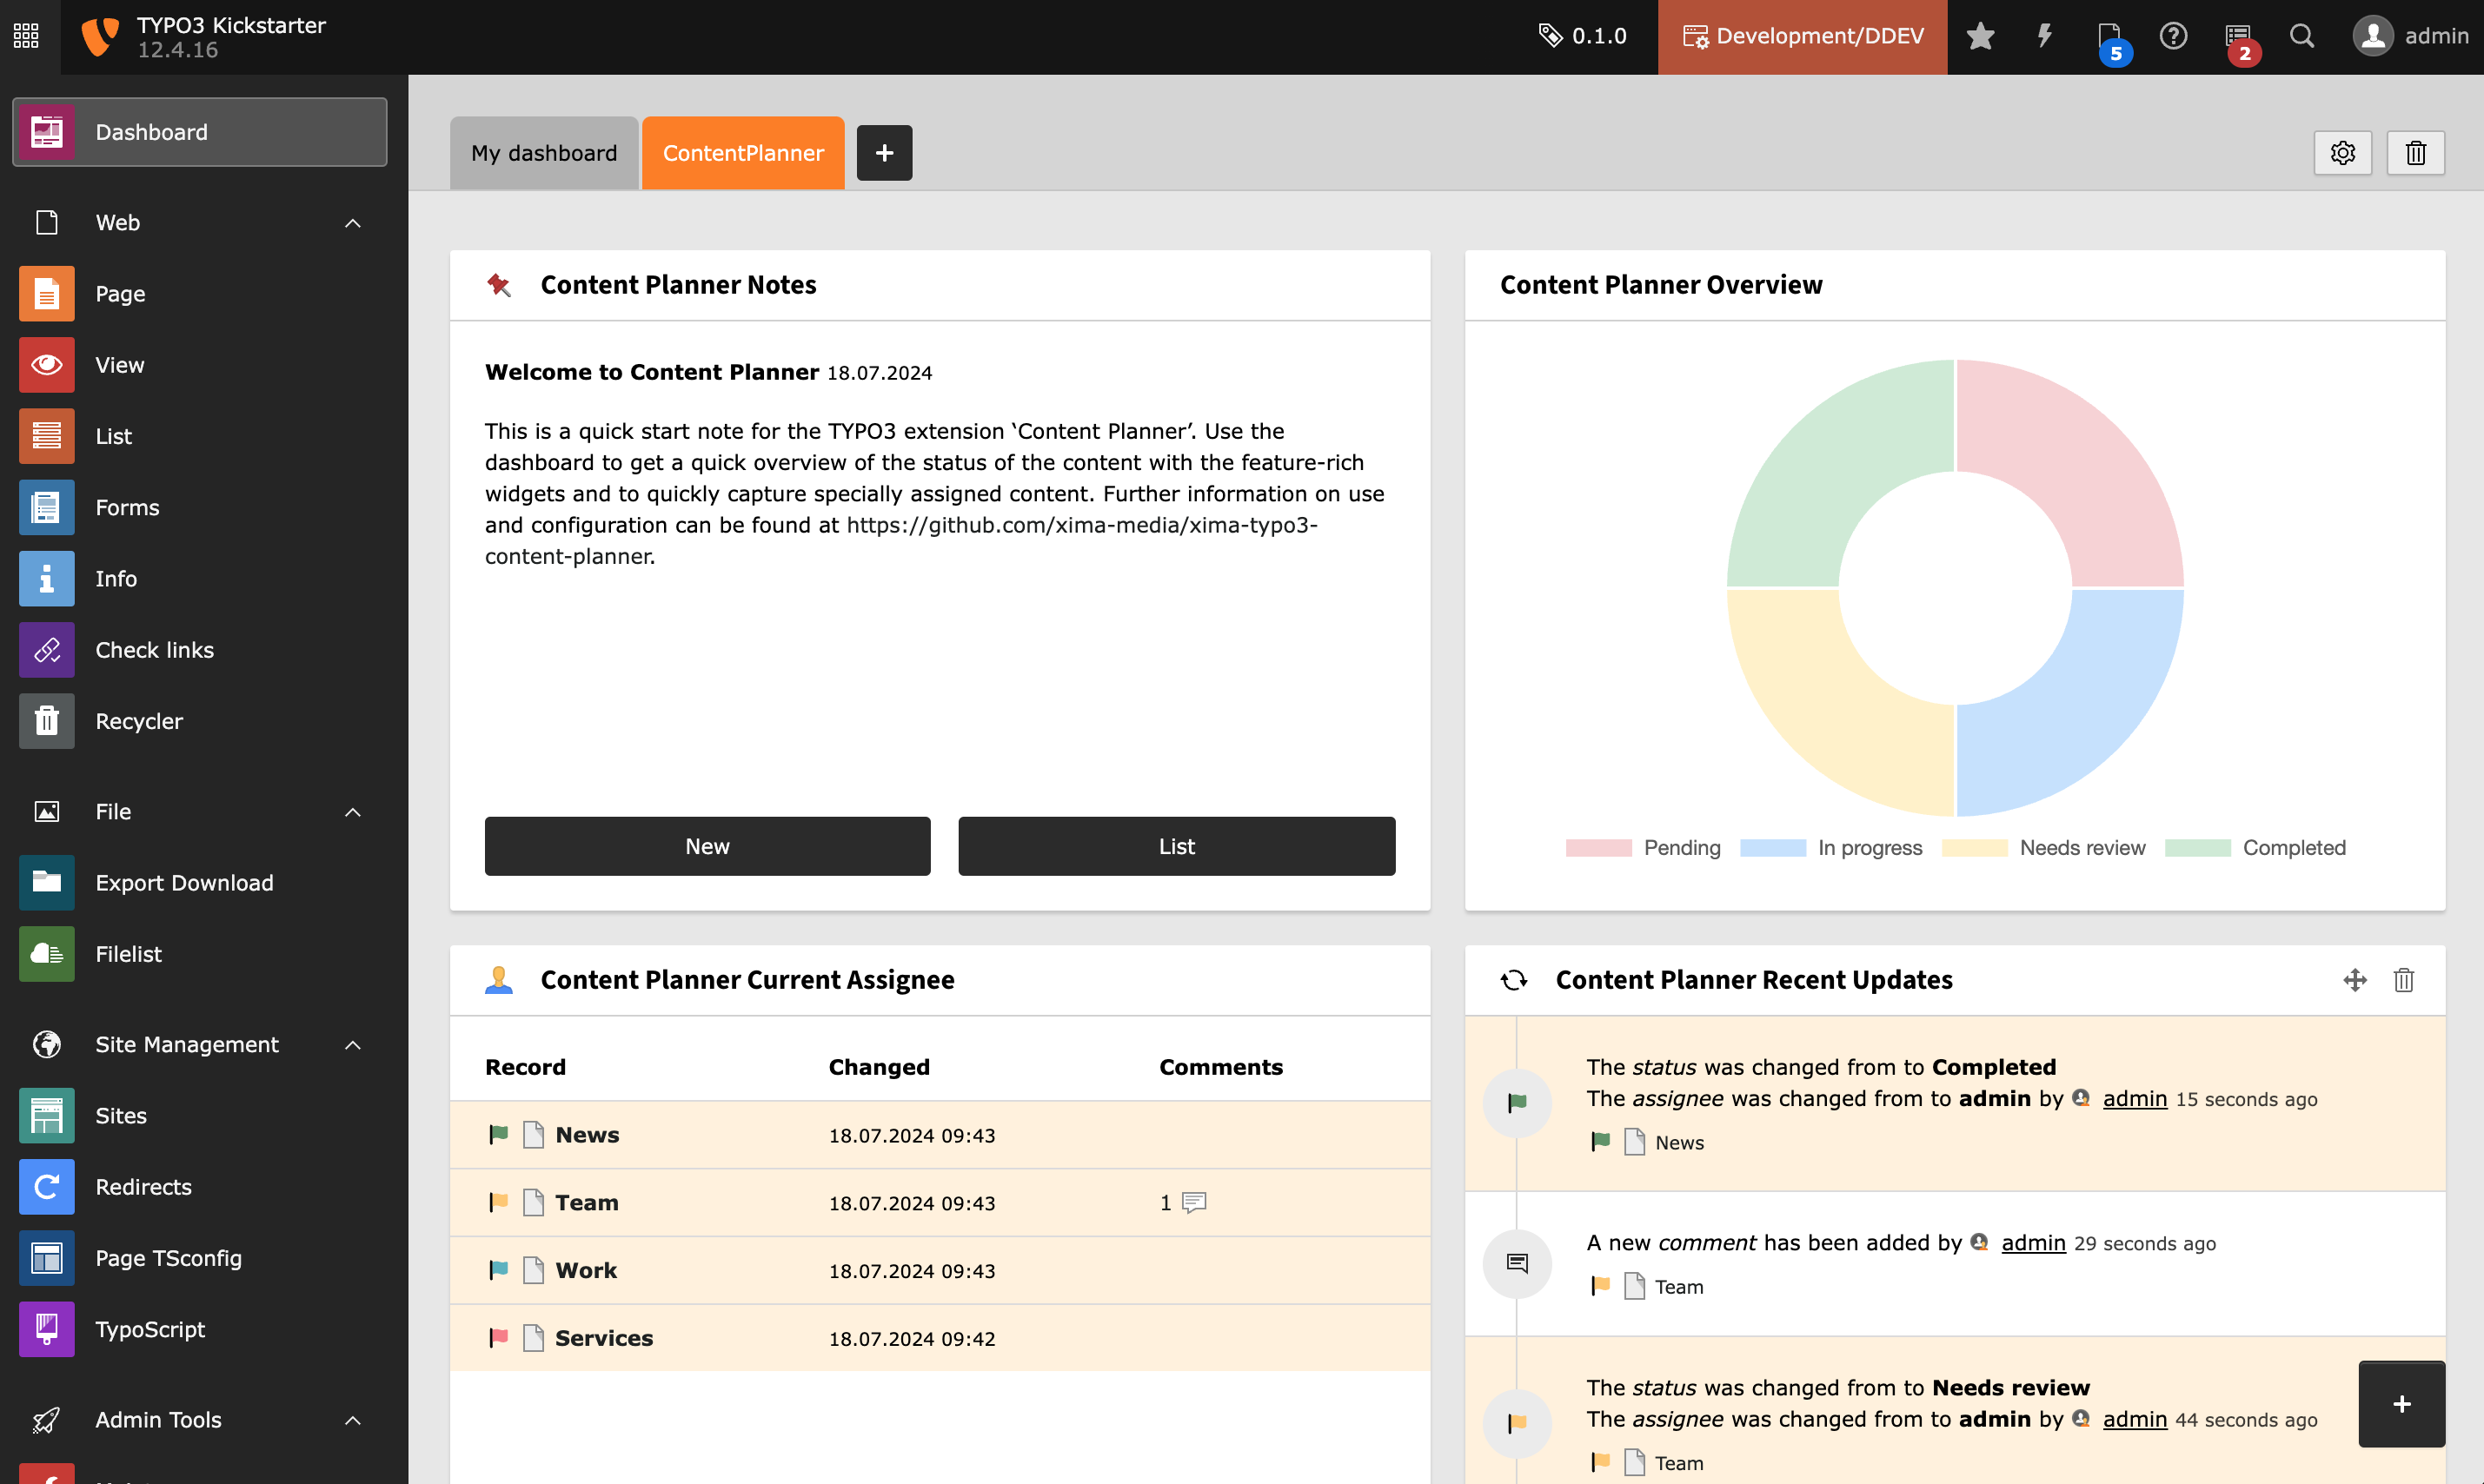 TYPO3 Kickstarter
12.4.16
0.1.0
Development/DDEV
5
2
admin
Dashboard
Web
Page
View
List
Forms
Info
Check links
Recycler
File
Export Download
Filelist
Site Management
Sites
Redirects
Page TSconfig
TypoScript
Admin Tools
My dashboard
ContentPlanner
Content Planner Notes
Welcome to Content Planner 18.07.2024
This is a quick start note for the TYPO3 extension ‘Content Planner’. Use the
dashboard to get a quick overview of the status of the content with the feature-rich
widgets and to quickly capture specially assigned content. Further information on use
and configuration can be found at https://github.com/xima-media/xima-typo3-
content-planner.
New
List
Content Planner Overview
Pending
In progress
Needs review
Completed
Content Planner Current Assignee
Record Changed Comments
News 18.07.2024 09:43
Team 18.07.2024 09:43 1
Work 18.07.2024 09:43
Services 18.07.2024 09:42
Content Planner Recent Updates
The status was changed from to Completed
The assignee was changed from to admin by admin 15 seconds ago
News
A new comment has been added by admin 29 seconds ago
Team
The status was changed from to Needs review
The assignee was changed from to admin by admin 44 seconds ago
Team